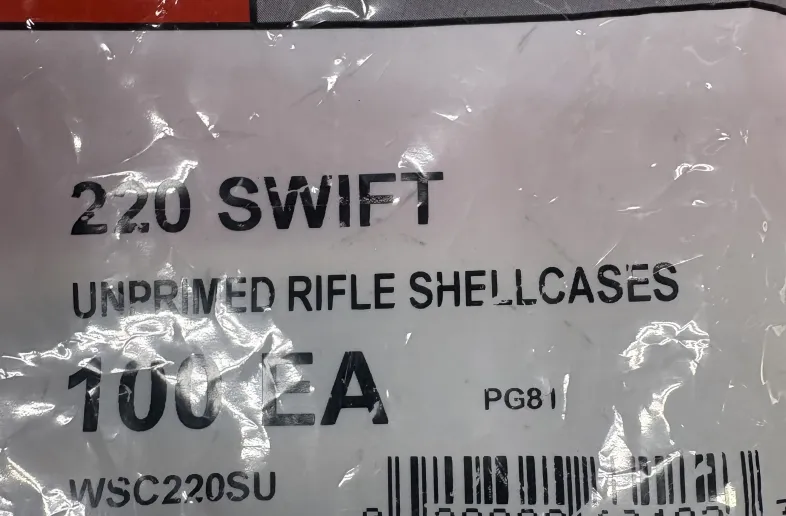 220 SWIFT
UNPRIMED RIFLE SHELLCASES
100 EA
PG81
WSC220SU